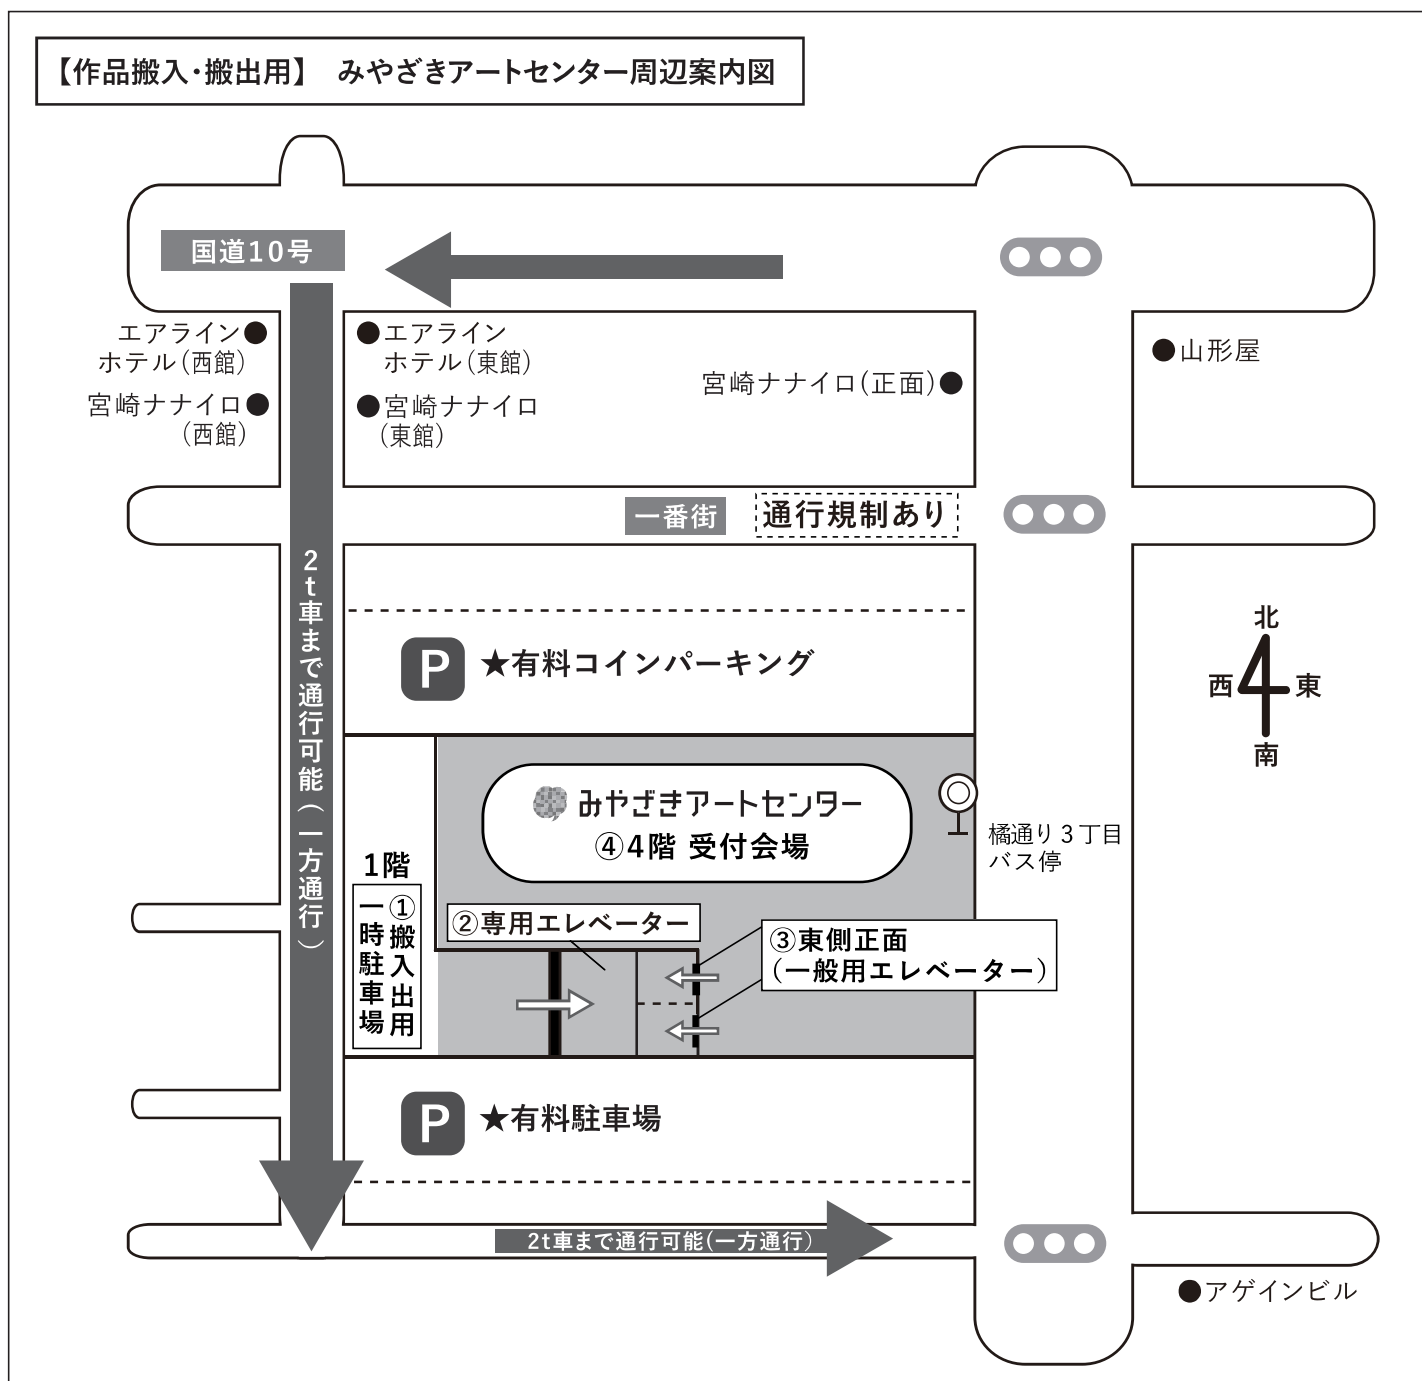 【作品搬入・搬出用】 みやざきアートセンター周辺案内図
国道10号
エアライン
ホテル(西館)
宮崎ナナイロ
(西館)
エアライン
ホテル(東館)
宮崎ナナイロ
(東館)
宮崎ナナイロ(正面)
山形屋
一番街
通行規制あり
2t車まで通行可能(一方通行)
P
★有料コインパーキング
北
西
東
南
みやざきアートセンター
④4階 受付会場
橘通り3丁目
バス停
1階
①搬入出用
一時駐車場
②専用エレベーター
③東側正面
(一般用エレベーター)
P
★有料駐車場
2t車まで通行可能(一方通行)
アゲインビル